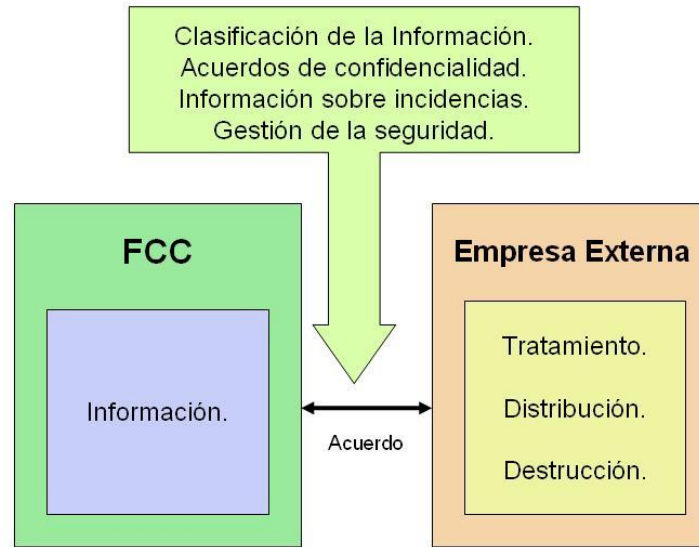 Clasificación de la Información.
Acuerdos de confidencialidad.
Información sobre incidencias.
Gestión de la seguridad.
FCC
Información.
Acuerdo
Empresa Externa
Tratamiento.
Distribución.
Destrucción.